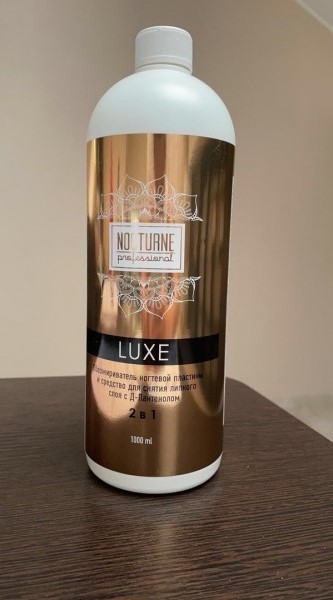 NOCTURNE
professional
LUXE
Обезжириватель ногтевой пластины
и средство для снятия липкого
слоя с Д-Пантенолом
2 в 1
1000 ml